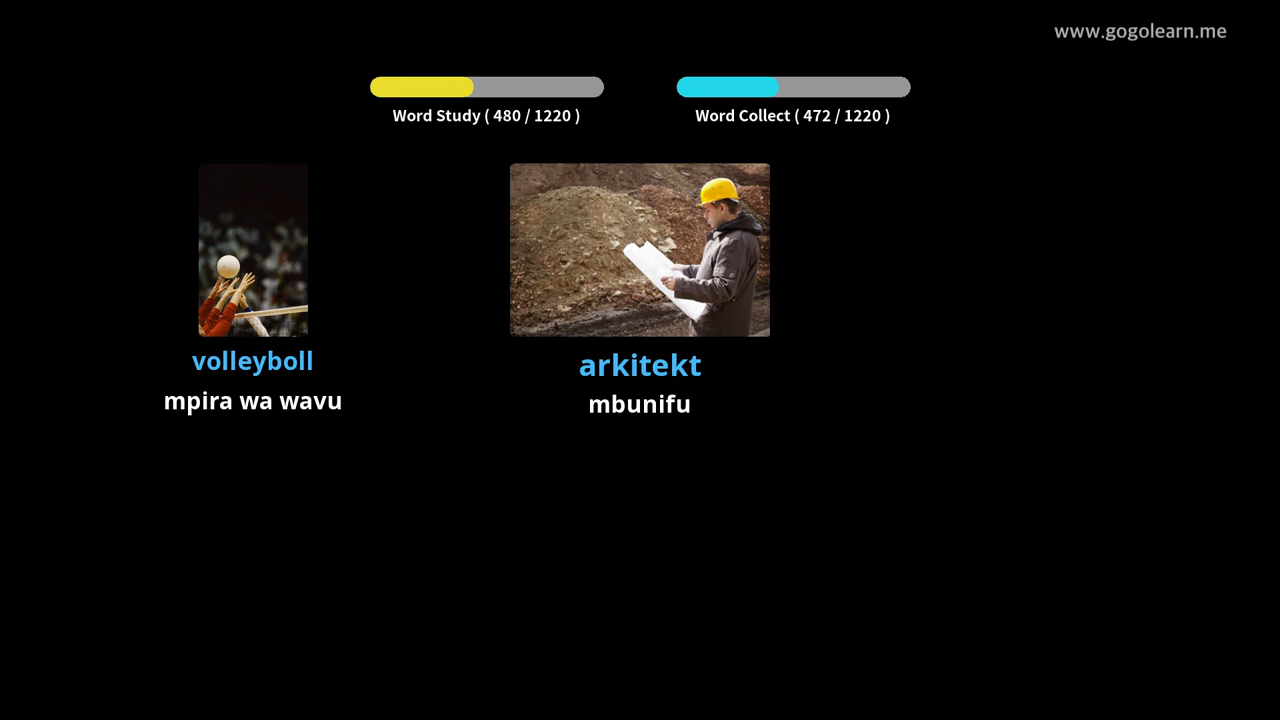 www.gogolearn.me
Word Study ( 480 / 1220 )
Word Collect ( 472 / 1220 )
volleyboll
mpira wa wavu
arkitekt
mbunifu